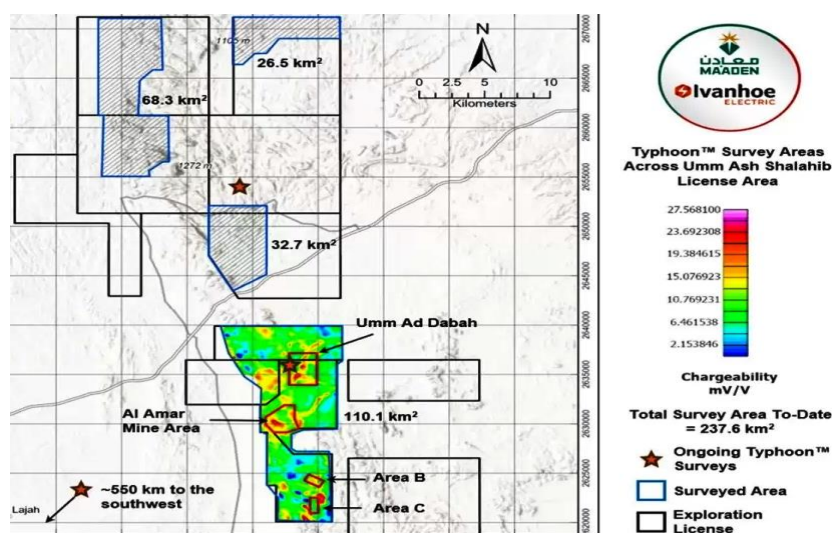 1105 m
26.5 km²
68.3 km²
1272 m
32.7 km²
N
0 2.5 5 10
Kilometers
2670000
2665000
2660000
2655000
2650000
2645000
2640000
2635000
2630000
2625000
2620000
Umm Ad Dabah
Al Amar
Mine Area
110.1 km²
Area B
Area C
~550 km to the
southwest
Lajah
معادن
MAADEN
Ivanhoe
ELECTRIC
Typhoon™ Survey Areas
Across Umm Ash Shalahib
License Area
27.568100
23.692308
19.384615
15.076923
10.769231
6.461538
2.153846
Chargeability
mV/V
Total Survey Area To-Date
= 237.6 km²
Ongoing Typhoon™
Surveys
Surveyed Area
Exploration
License